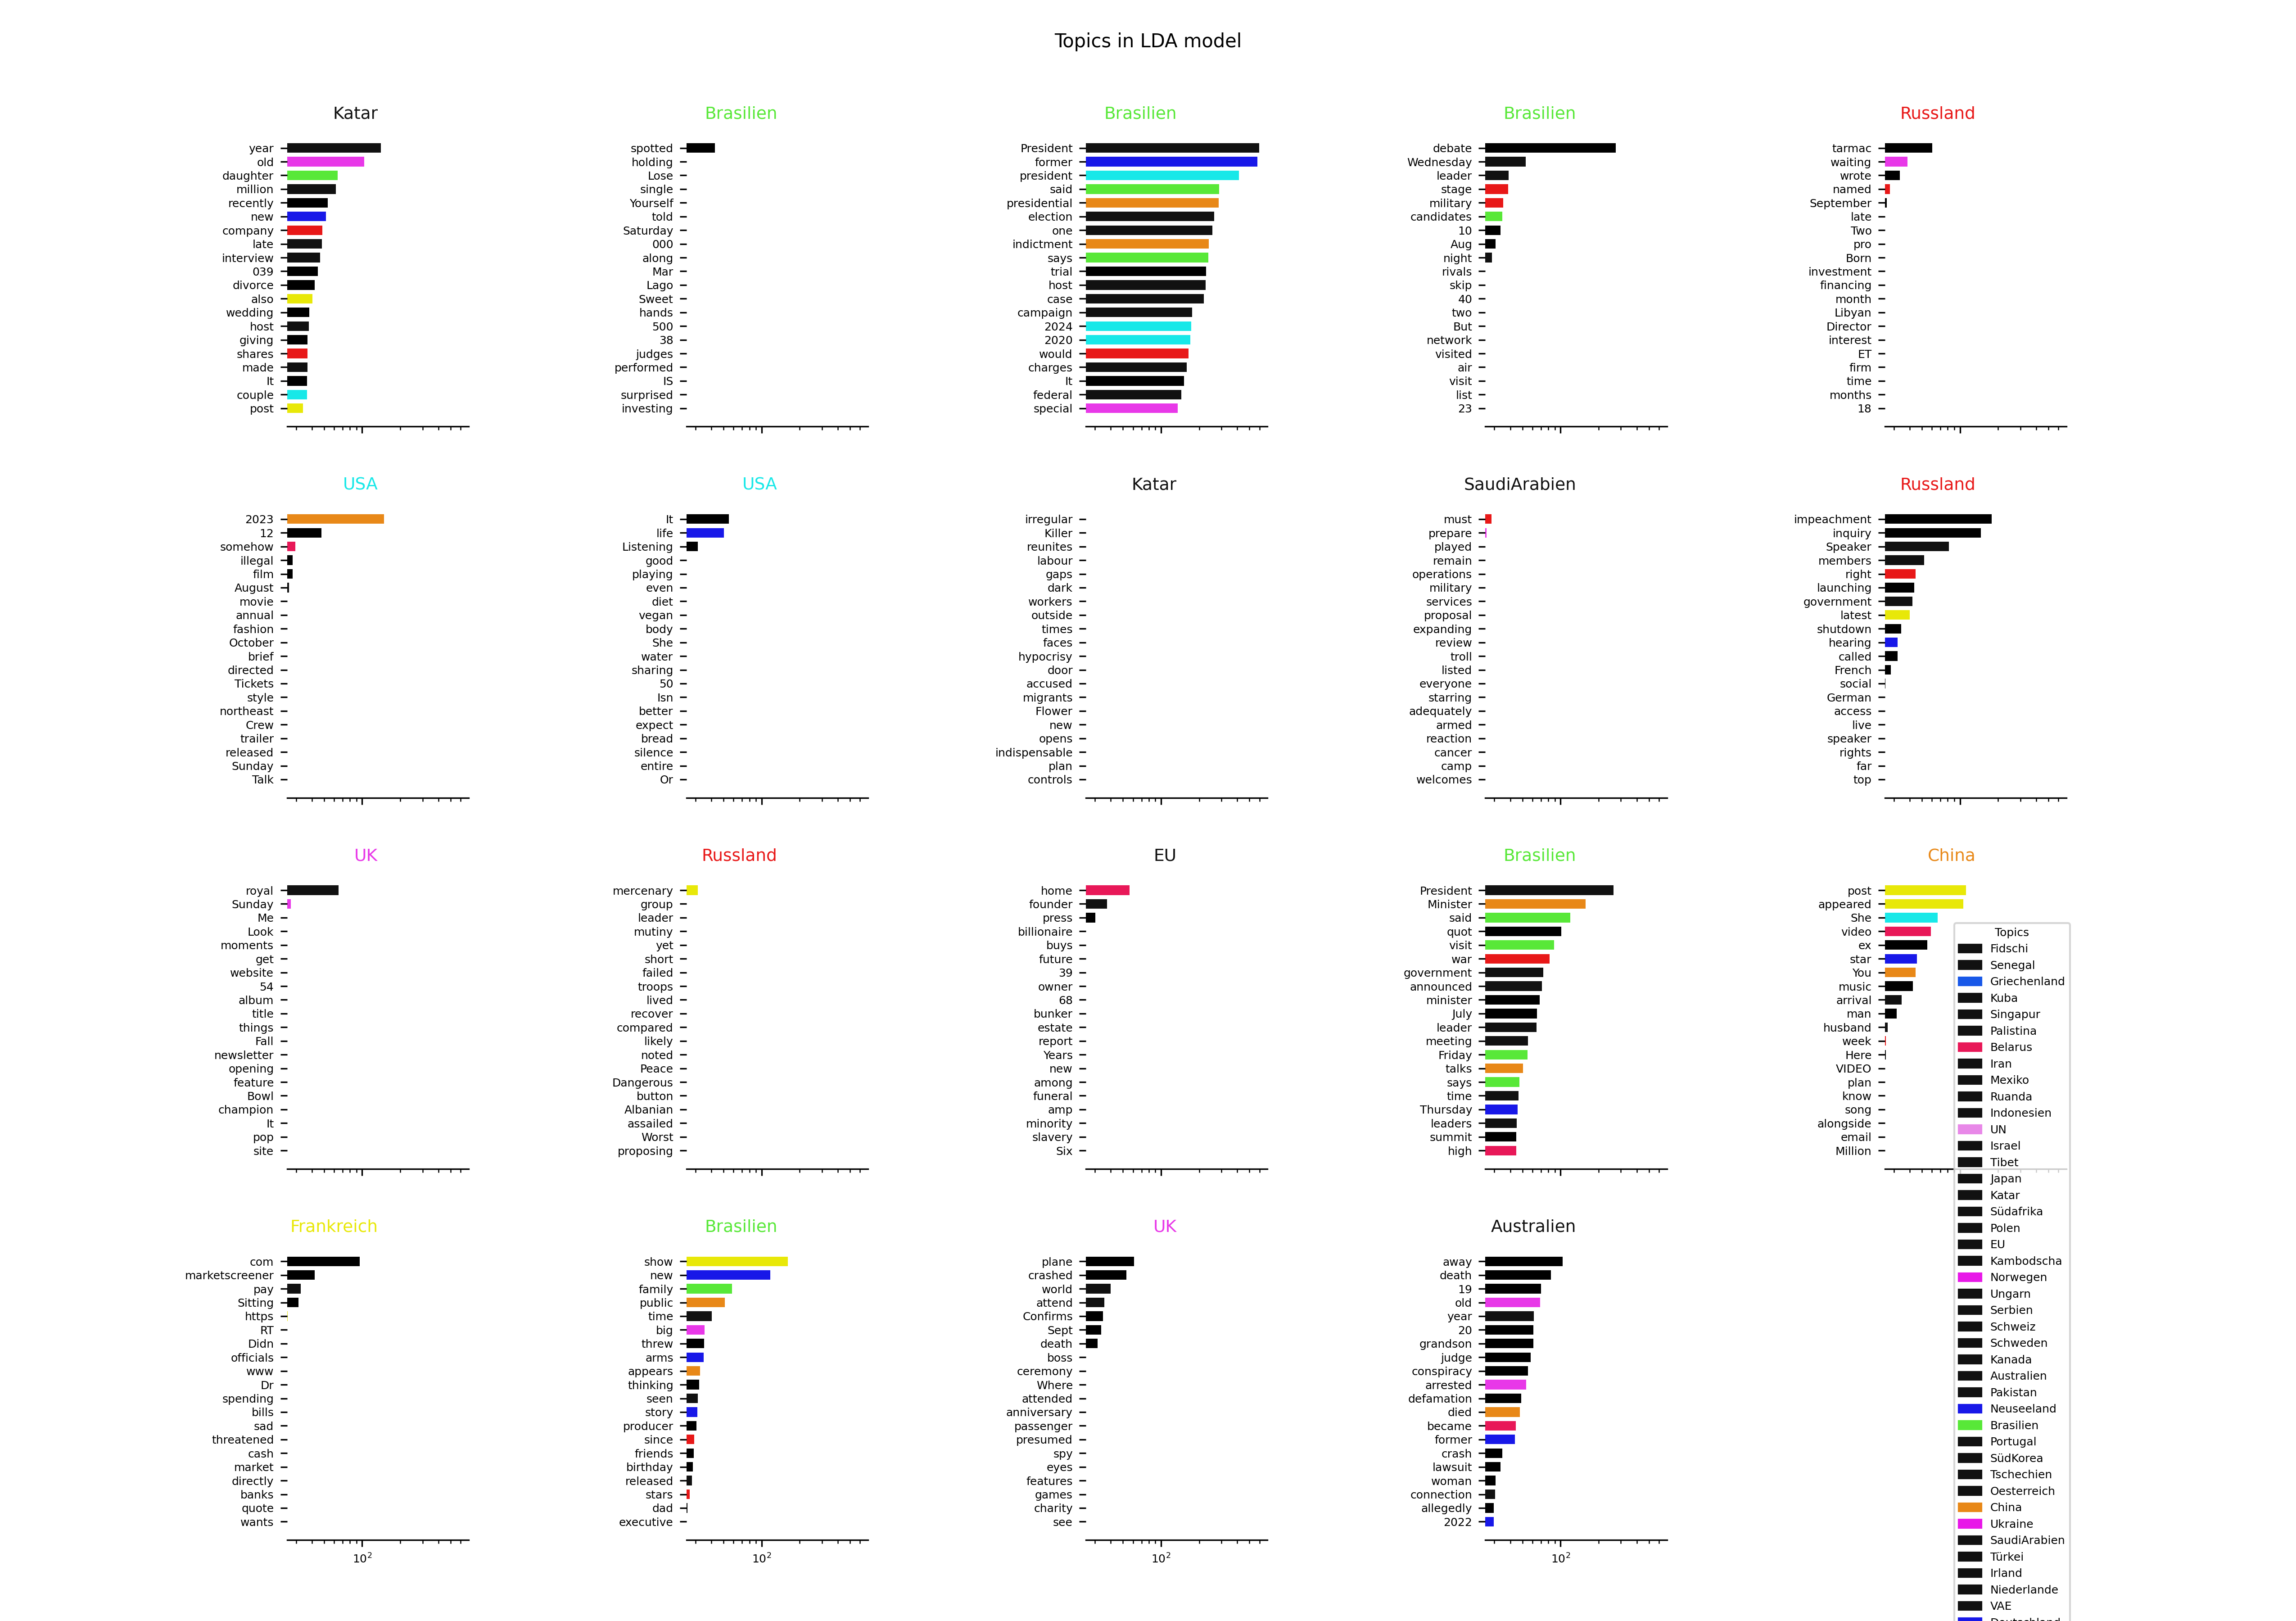 Topics in LDA model
Katar
year
old
daughter
million
recently
new
company
late
interview
039
divorce
also
wedding
host
giving
shares
made
It
couple
post
Brasilien
spotted
holding
Lose
single
Yourself
told
Saturday
000
along
Mar
Lago
Sweet
hands
500
38
judges
performed
IS
surprised
investing
Brasilien
President
former
president
said
presidential
election
one
indictment
says
trial
host
case
campaign
2024
2020
would
charges
It
federal
special
Brasilien
debate
Wednesday
leader
stage
military
candidates
10
Aug
night
rivals
skip
40
two
But
network
visited
air
visit
list
23
Russland
tarmac
waiting
wrote
named
September
late
Two
pro
Born
investment
financing
month
Libyan
Director
interest
ET
firm
time
months
18
USA
2023
12
somehow
illegal
film
August
movie
annual
fashion
October
brief
directed
Tickets
style
northeast
Crew
trailer
released
Sunday
Talk
USA
It
life
Listening
good
playing
even
diet
vegan
body
She
water
sharing
50
Isn
better
expect
bread
silence
entire
Or
Katar
irregular
Killer
reunites
labour
gaps
dark
workers
outside
times
faces
hypocrisy
door
accused
migrants
Flower
new
opens
indispensable
plan
controls
SaudiArabien
must
prepare
played
remain
operations
military
services
proposal
expanding
review
troll
listed
everyone
starring
adequately
armed
reaction
cancer
camp
welcomes
Russland
impeachment
inquiry
Speaker
members
right
launching
government
latest
shutdown
hearing
called
French
social
German
access
live
speaker
rights
far
top
UK
royal
Sunday
Me
Look
moments
get
website
54
album
title
things
Fall
newsletter
opening
feature
Bowl
champion
It
pop
site
Russland
mercenary
group
leader
mutiny
yet
short
failed
troops
lived
recover
compared
likely
noted
Peace
Dangerous
button
Albanian
assailed
Worst
proposing
EU
home
founder
press
billionaire
buys
future
39
owner
68
bunker
estate
report
Years
new
among
funeral
amp
minority
slavery
Six
Brasilien
President
Minister
said
quot
visit
war
government
announced
minister
July
leader
meeting
Friday
talks
says
time
Thursday
leaders
summit
high
China
post
appeared
She
video
ex
star
You
music
arrival
man
husband
week
Here
VIDEO
plan
know
song
alongside
email
Million
Frankreich
com
marketscreener
pay
Sitting
https
RT
Didn
officials
www
Dr
spending
bills
sad
threatened
cash
market
directly
banks
quote
wants
10²
Brasilien
show
new
family
public
time
big
threw
arms
appears
thinking
seen
story
producer
since
friends
birthday
released
stars
dad
executive
10²
UK
plane
crashed
world
attend
Confirms
Sept
death
boss
ceremony
Where
attended
anniversary
passenger
presumed
spy
eyes
features
games
charity
see
10²
Australien
away
death
19
old
year
20
grandson
judge
conspiracy
arrested
defamation
died
became
former
crash
lawsuit
woman
connection
allegedly
2022
10²
Topics
Fidschi
Senegal
Griechenland
Kuba
Singapur
Palistina
Belarus
Iran
Mexiko
Ruanda
Indonesien
UN
Israel
Tibet
Japan
Katar
Südafrika
Polen
EU
Kambodscha
Norwegen
Ungarn
Serbien
Schweiz
Schweden
Kanada
Australien
Pakistan
Neuseeland
Brasilien
Portugal
SüdKorea
Tschechien
Oesterreich
China
Ukraine
SaudiArabien
Türkei
Irland
Niederlande
VAE